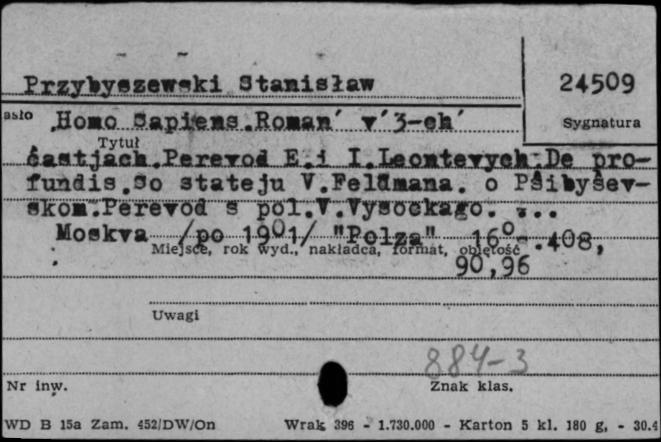 Przybyszewski Stanisław
24509
asło
Sygnatura
Homo Sapiens.Roman' v'3-ch'
Tytuł
častjach.Perevod E.i I.Leontevych.De pro-
fundis.So stateju V.Feldmana. o Pšibyšev-
skom.Perevod s pol.V.Vysockago. ...
Moskva /po 1901/ "Polza" 16°.408,
Miejsce, rok wyd., nakładca, format, objętość
90,96
Uwagi
884-3
Nr inw.
Znak klas.
WD B 15a Zam. 452/DW/On Wrak 396 - 1.730.000 - Karton 5 kl. 180 g, - 30.4